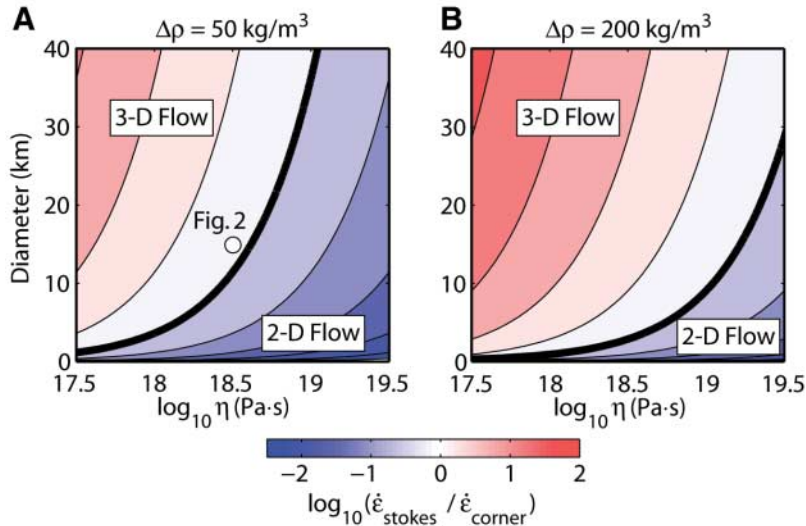 A
Δρ = 50 kg/m³
B
Δρ = 200 kg/m³
Diameter (km)
40
30
20
10
0
3-D Flow
Fig. 2
2-D Flow
17.5 18 18.5 19 19.5
log₁₀ η (Pa·s)
40
30
20
10
0
3-D Flow
2-D Flow
17.5 18 18.5 19 19.5
log₁₀ η (Pa·s)
−2 −1 0 1 2
log₁₀(ε̇stokes / ε̇corner)